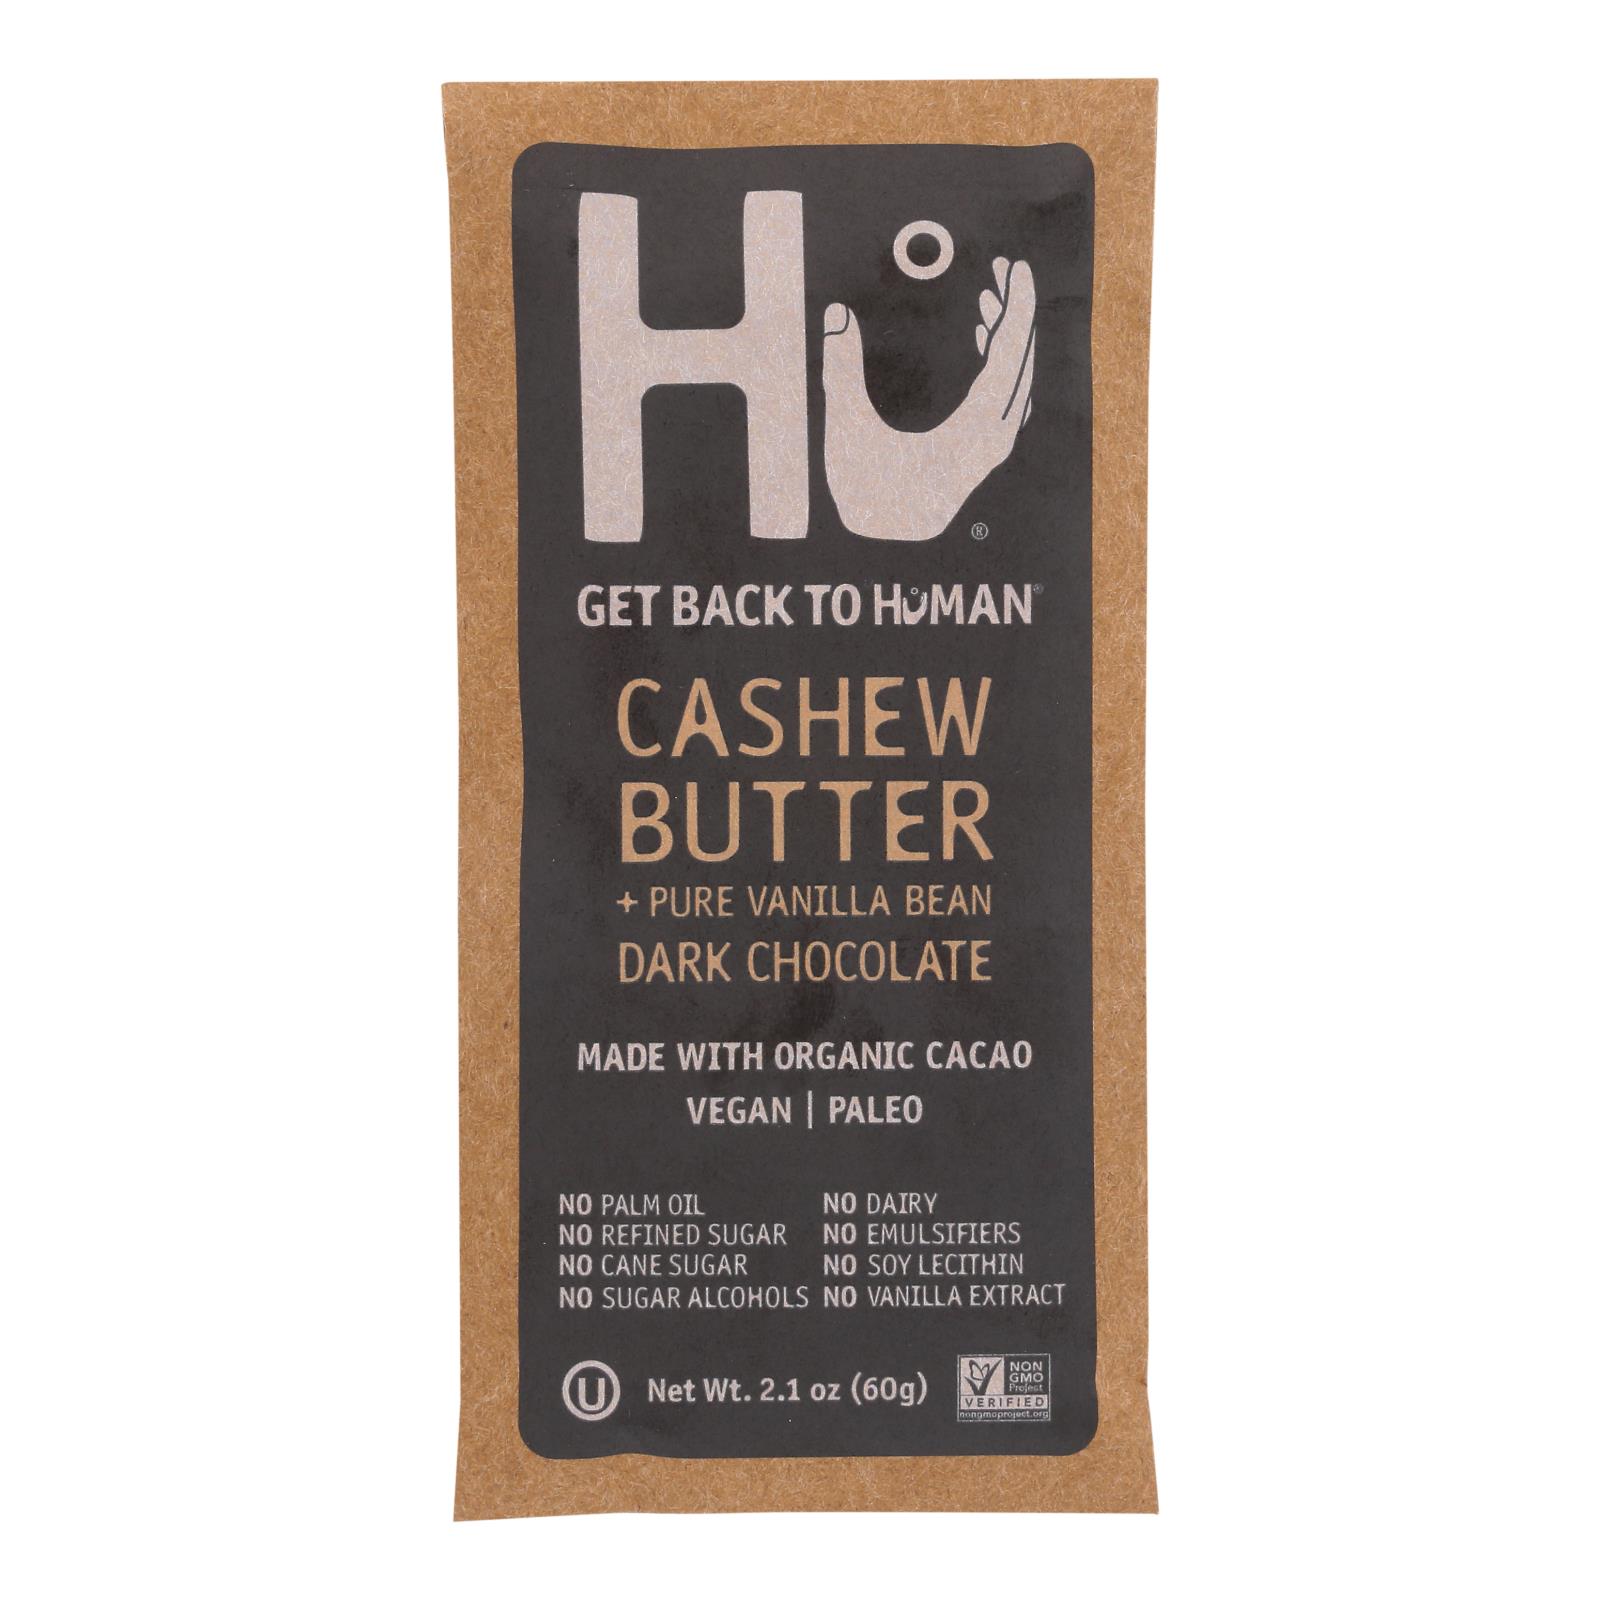 Hu®
GET BACK TO HuMAN®
CASHEW
BUTTER
+ PURE VANILLA BEAN
DARK CHOCOLATE
MADE WITH ORGANIC CACAO
VEGAN | PALEO
NO PALM OIL NO DAIRY
NO REFINED SUGAR NO EMULSIFIERS
NO CANE SUGAR NO SOY LECITHIN
NO SUGAR ALCOHOLS NO VANILLA EXTRACT
U Net Wt. 2.1 oz (60g)
NON
GMO
Project
VERIFIED
nongmoproject.org